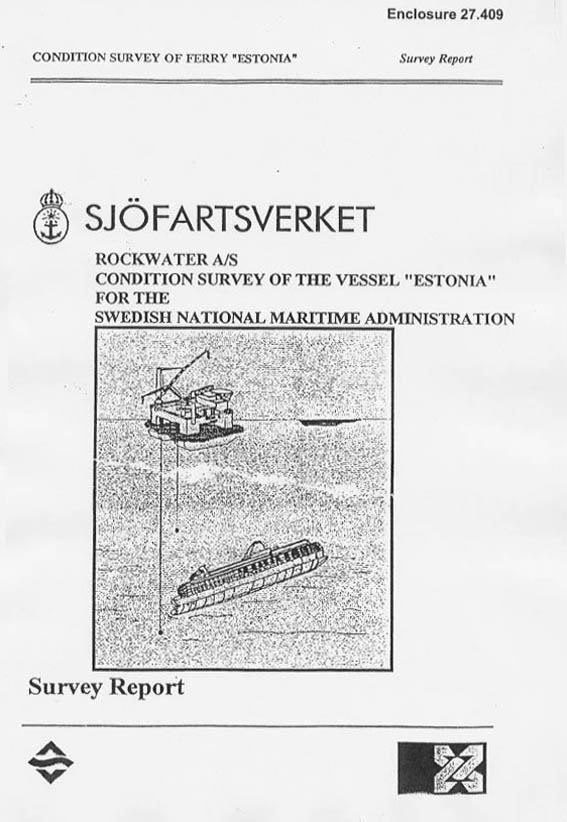 Enclosure 27.409
CONDITION SURVEY OF FERRY "ESTONIA" Survey Report
SJÖFARTSVERKET
ROCKWATER A/S
CONDITION SURVEY OF THE VESSEL "ESTONIA"
FOR THE
SWEDISH NATIONAL MARITIME ADMINISTRATION
Survey Report